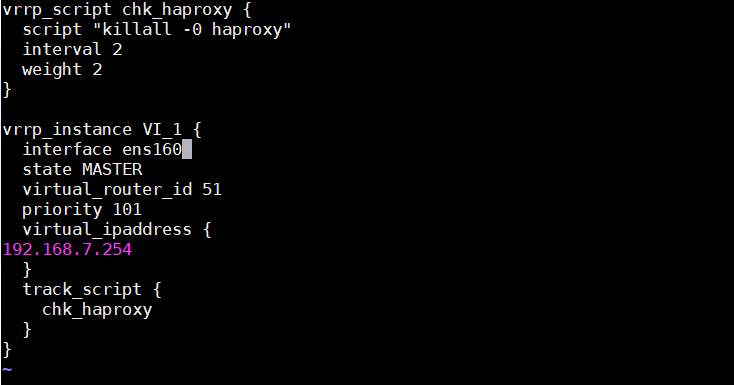 vrrp_script chk_haproxy {
  script "killall -0 haproxy"
  interval 2
  weight 2
}

vrrp_instance VI_1 {
  interface ens160
  state MASTER
  virtual_router_id 51
  priority 101
  virtual_ipaddress {
192.168.7.254
  }
  track_script {
    chk_haproxy
  }
}
~